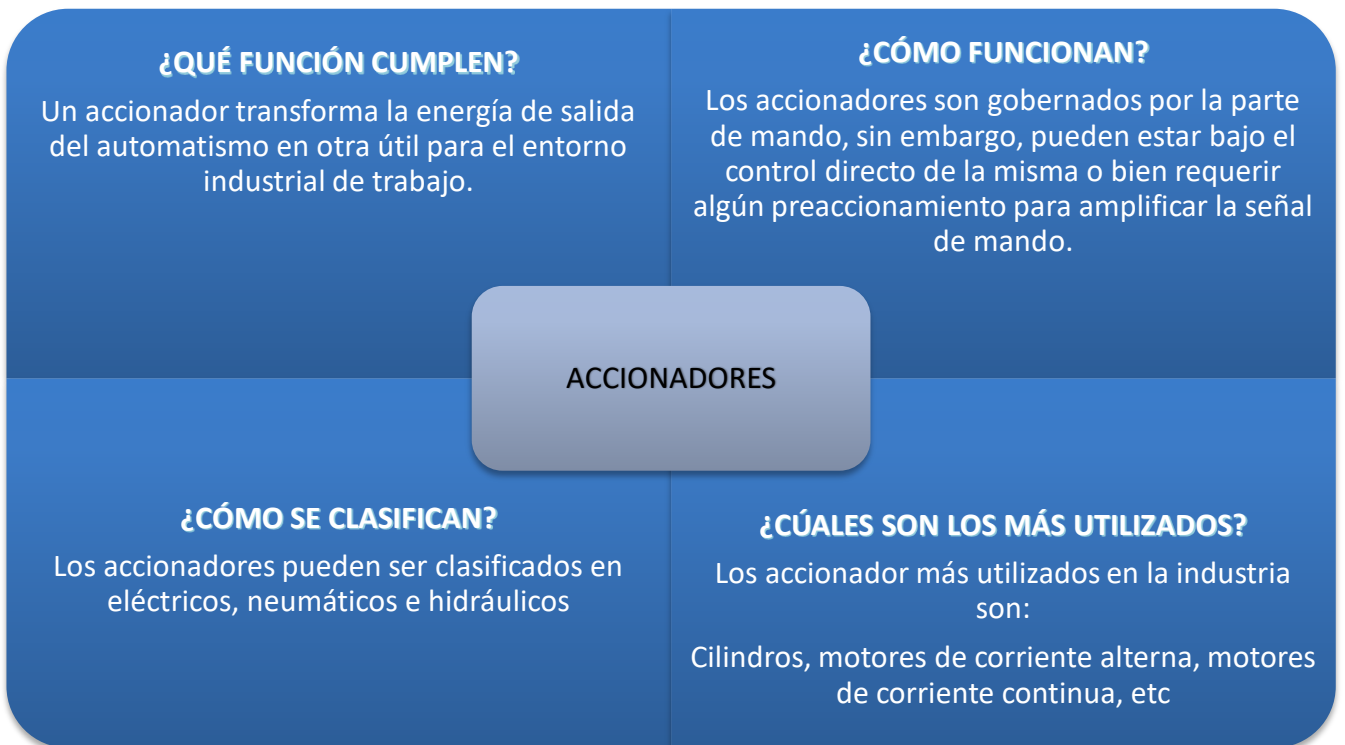 ¿QUÉ FUNCIÓN CUMPLEN?
Un accionador transforma la energía de salida
del automatismo en otra útil para el entorno
industrial de trabajo.
¿CÓMO FUNCIONAN?
Los accionadores son gobernados por la parte
de mando, sin embargo, pueden estar bajo el
control directo de la misma o bien requerir
algún preaccionamiento para amplificar la señal
de mando.
ACCIONADORES
¿CÓMO SE CLASIFICAN?
Los accionadores pueden ser clasificados en
eléctricos, neumáticos e hidráulicos
¿CÚALES SON LOS MÁS UTILIZADOS?
Los accionador más utilizados en la industria
son:
Cilindros, motores de corriente alterna, motores
de corriente continua, etc